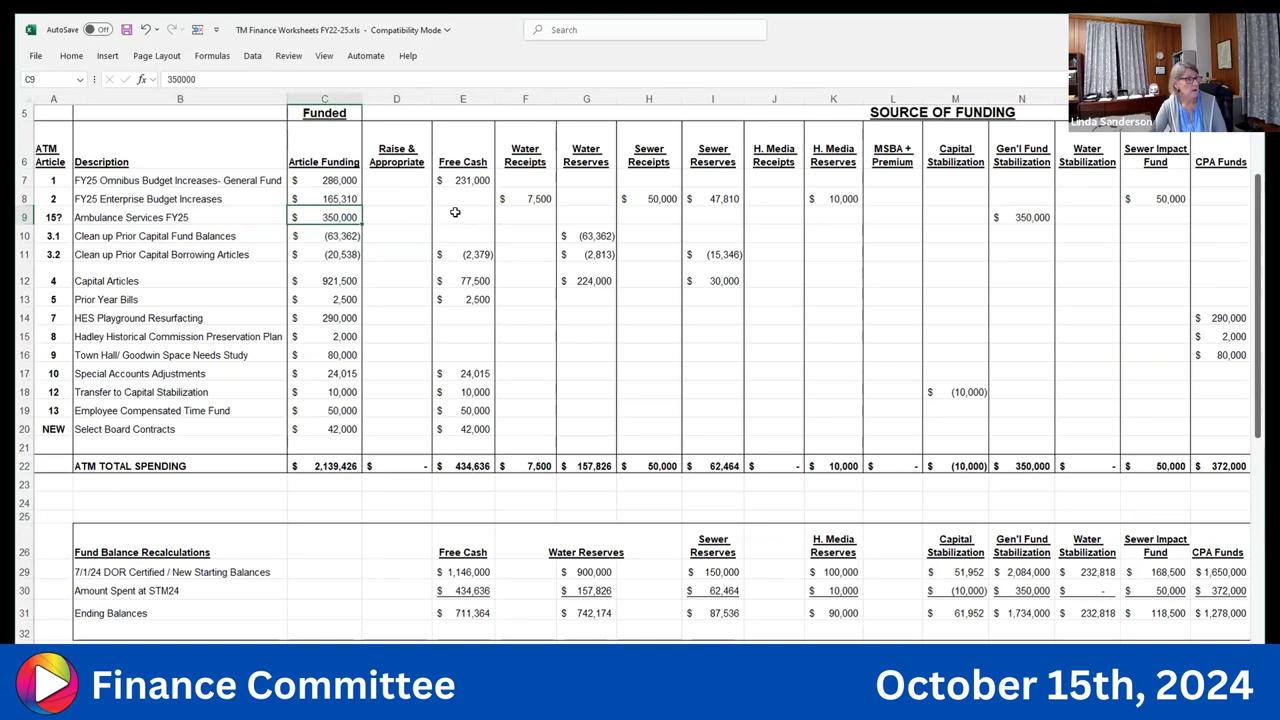 AutoSave Off TM Finance Worksheets FY22-25.xls - Compatibility Mode Search
File Home Insert Page Layout Formulas Data Review View Automate Help
C9 fx 350000
A B C D E F G H I J K L M N O P Q
5 Funded SOURCE OF FUNDING
6 ATM Article Description Article Funding Raise & Appropriate Free Cash Water Receipts Water Reserves Sewer Receipts Sewer Reserves H. Media Receipts H. Media Reserves MSBA + Premium Capital Stabilization Gen'l Fund Stabilization Water Stabilization Sewer Impact Fund CPA Funds
7 1 FY25 Omnibus Budget Increases- General Fund $ 286,000 $ 231,000
8 2 FY25 Enterprise Budget Increases $ 165,310 $ 7,500 $ 50,000 $ 47,810 $ 10,000 $ 50,000
9 15? Ambulance Services FY25 $ 350,000 $ 350,000
10 3.1 Clean up Prior Capital Fund Balances $ (63,362) $ (63,362)
11 3.2 Clean up Prior Capital Borrowing Articles $ (20,538) $ (2,379) $ (2,813) $ (15,346)
12 4 Capital Articles $ 921,500 $ 77,500 $ 224,000 $ 30,000
13 5 Prior Year Bills $ 2,500 $ 2,500
14 7 HES Playground Resurfacting $ 290,000 $ 290,000
15 8 Hadley Historical Commission Preservation Plan $ 2,000 $ 2,000
16 9 Town Hall/ Goodwin Space Needs Study $ 80,000 $ 80,000
17 10 Special Accounts Adjustments $ 24,015 $ 24,015
18 12 Transfer to Capital Stabilization $ 10,000 $ 10,000 $ (10,000)
19 13 Employee Compensated Time Fund $ 50,000 $ 50,000
20 NEW Select Board Contracts $ 42,000 $ 42,000
21
22 ATM TOTAL SPENDING $ 2,139,426 $ - $ 434,636 $ 7,500 $ 157,826 $ 50,000 $ 62,464 $ - $ 10,000 $ - $ (10,000) $ 350,000 $ - $ 50,000 $ 372,000
23
24
25
26 Fund Balance Recalculations Free Cash Water Reserves Sewer Reserves H. Media Reserves Capital Stabilization Gen'l Fund Stabilization Water Stabilization Sewer Impact Fund CPA Funds
29 7/1/24 DOR Certified / New Starting Balances $ 1,146,000 $ 900,000 $ 150,000 $ 100,000 $ 51,952 $ 2,084,000 $ 232,818 $ 168,500 $ 1,650,000
30 Amount Spent at STM24 $ 434,636 $ 157,826 $ 62,464 $ 10,000 $ (10,000) $ 350,000 $ - $ 50,000 $ 372,000
31 Ending Balances $ 711,364 $ 742,174 $ 87,536 $ 90,000 $ 61,952 $ 1,734,000 $ 232,818 $ 118,500 $ 1,278,000
32
Linda Sanderson
Finance Committee October 15th, 2024